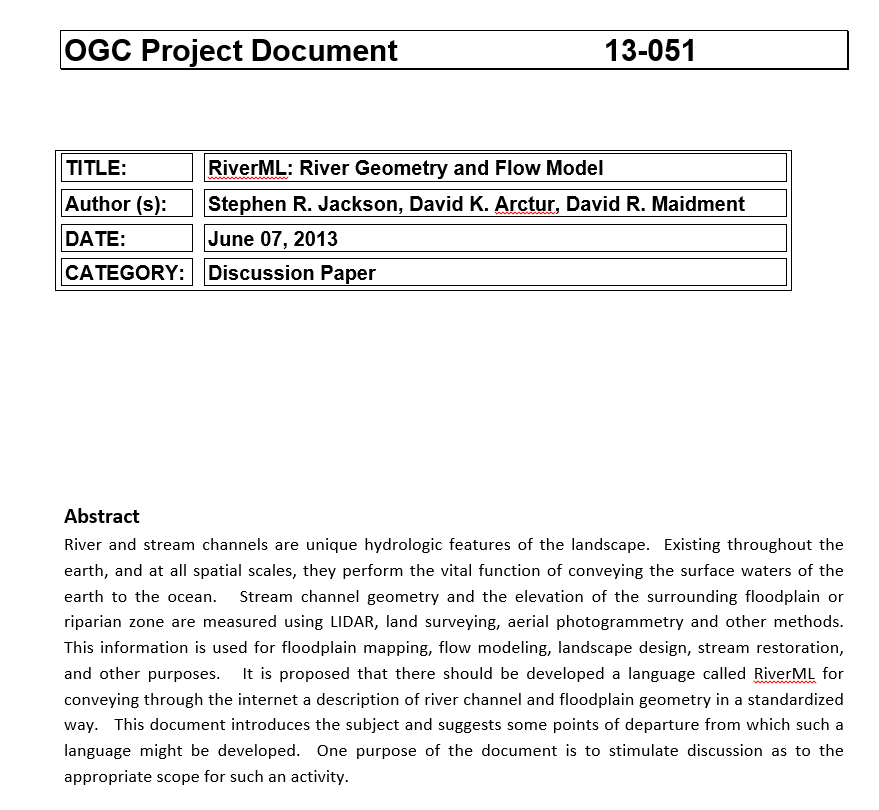 OGC Project Document 13-051
TITLE: RiverML: River Geometry and Flow Model
Author (s): Stephen R. Jackson, David K. Arctur, David R. Maidment
DATE: June 07, 2013
CATEGORY: Discussion Paper
Abstract
River and stream channels are unique hydrologic features of the landscape. Existing throughout the
earth, and at all spatial scales, they perform the vital function of conveying the surface waters of the
earth to the ocean. Stream channel geometry and the elevation of the surrounding floodplain or
riparian zone are measured using LIDAR, land surveying, aerial photogrammetry and other methods.
This information is used for floodplain mapping, flow modeling, landscape design, stream restoration,
and other purposes. It is proposed that there should be developed a language called RiverML for
conveying through the internet a description of river channel and floodplain geometry in a standardized
way. This document introduces the subject and suggests some points of departure from which such a
language might be developed. One purpose of the document is to stimulate discussion as to the
appropriate scope for such an activity.